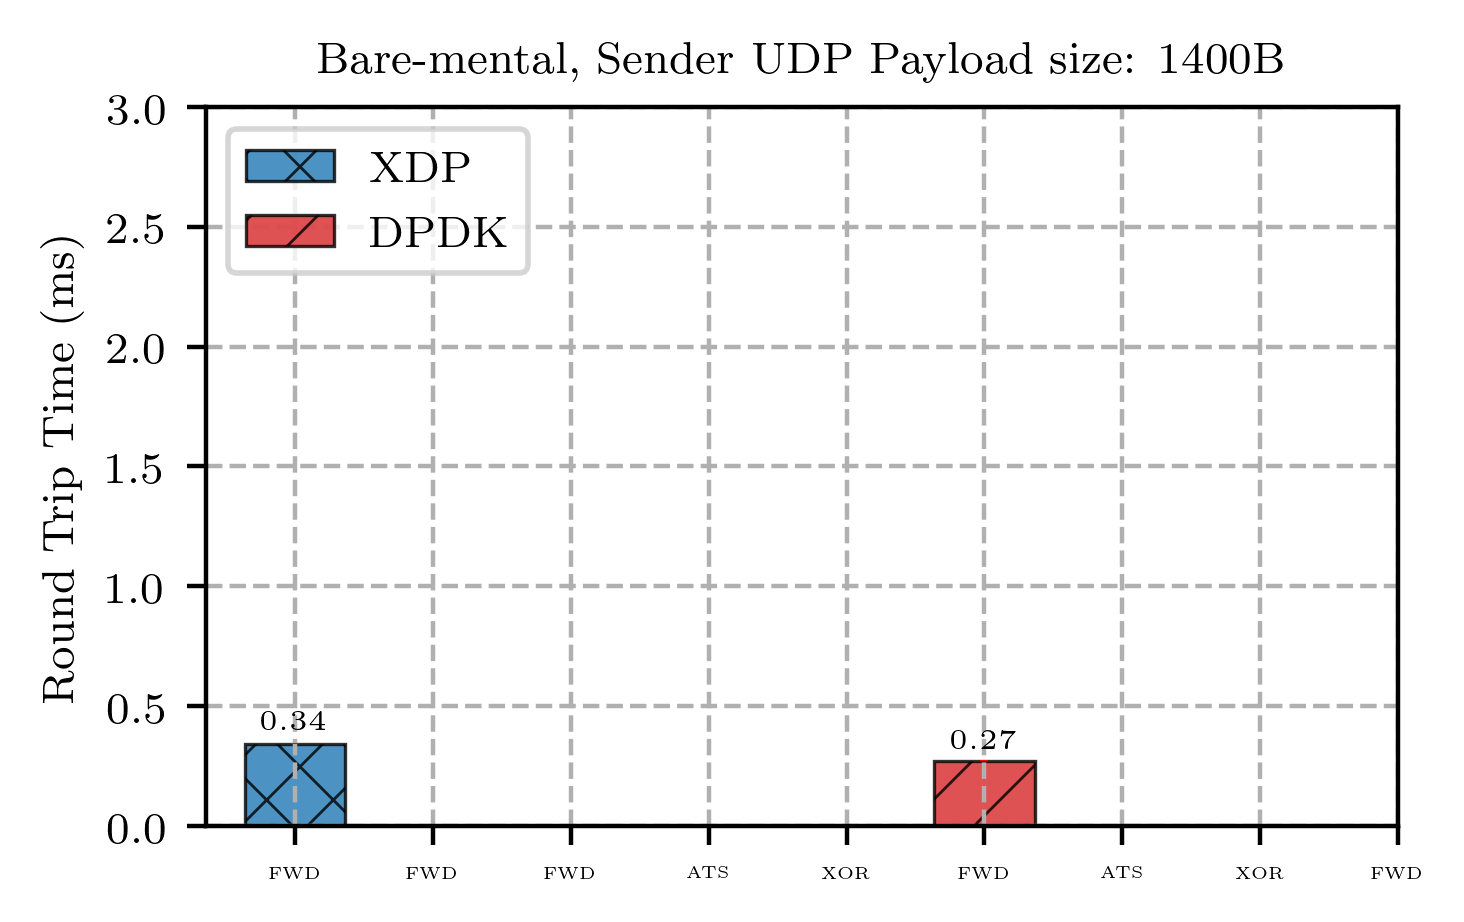 Bare-mental, Sender UDP Payload size: 1400B
3.0
2.5
2.0
1.5
1.0
0.5
0.0
Round Trip Time (ms)
XDP
DPDK
0.34
0.27
FWD FWD FWD ATS XOR FWD ATS XOR FWD